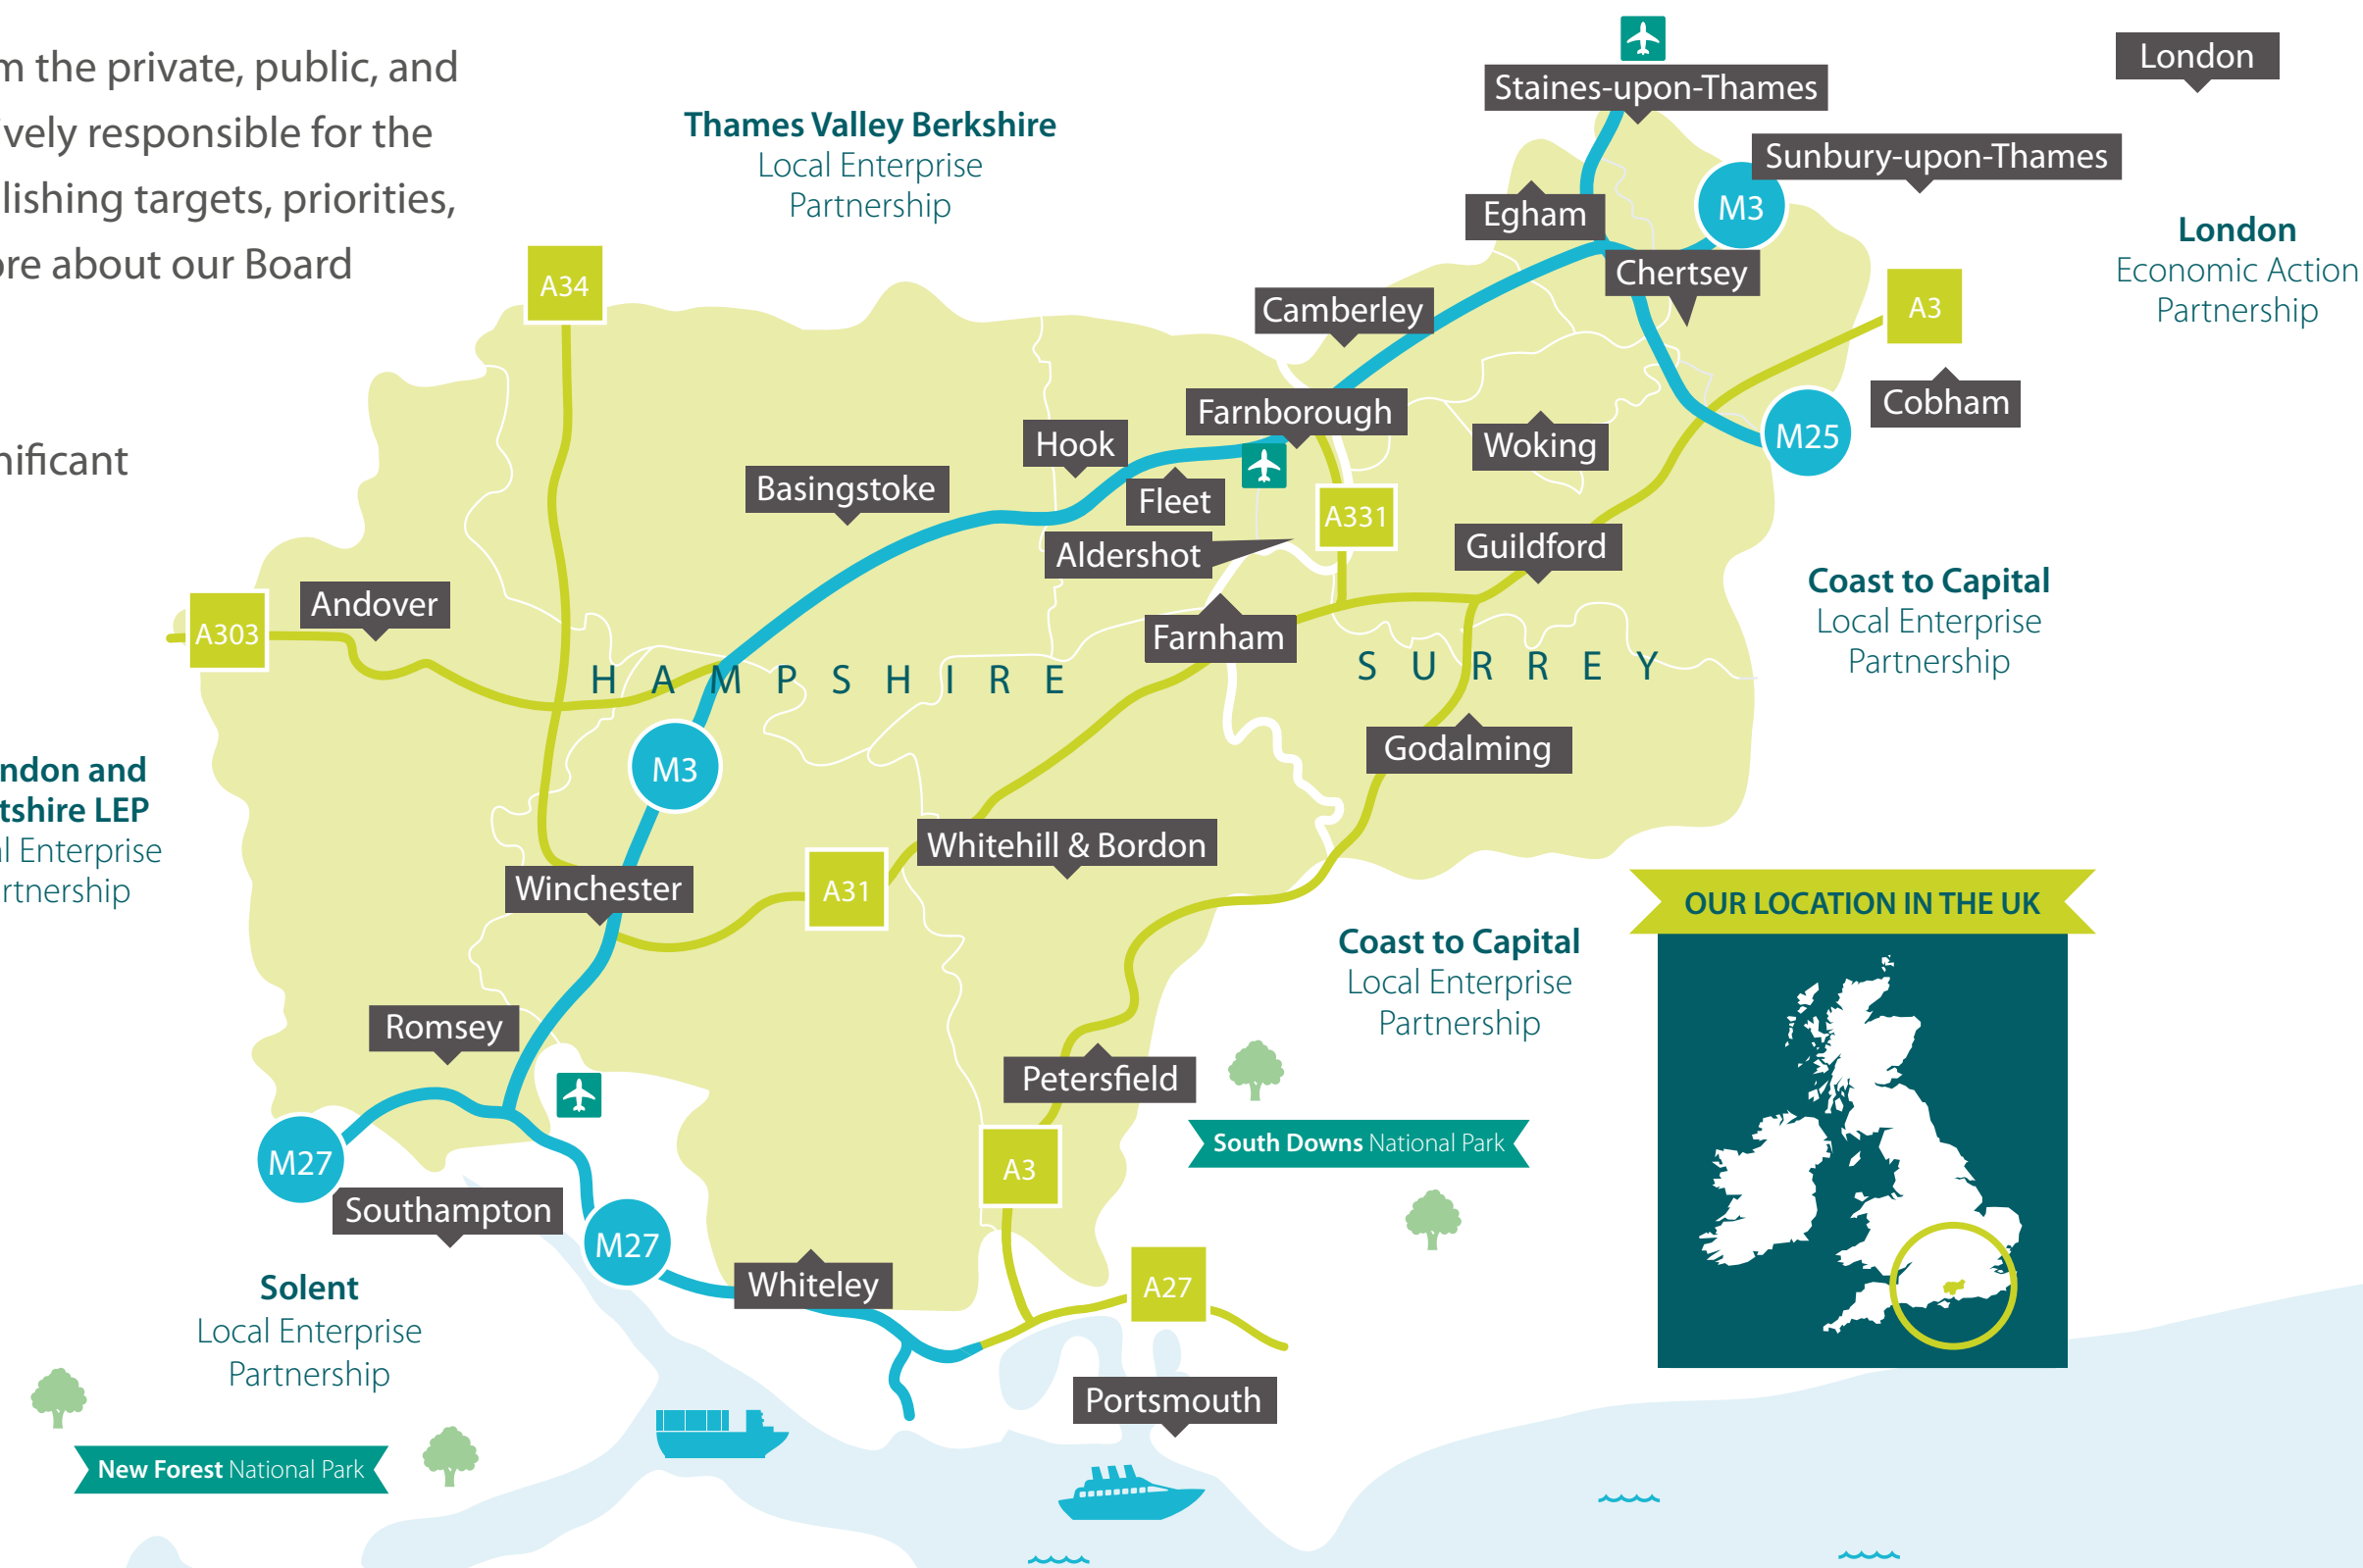 m the private, public, and
ively responsible for the
lishing targets, priorities,
ore about our Board
nificant
Thames Valley Berkshire
Local Enterprise
Partnership
Staines-upon-Thames
London
Sunbury-upon-Thames
M3
Egham
London
Economic Action
Partnership
Chertsey
A34
Camberley
A3
Cobham
Farnborough
M25
Hook
Woking
Basingstoke
Fleet
A331
Aldershot
Guildford
Coast to Capital
Local Enterprise
Partnership
Andover
A303
Farnham
HAMPSHIRE
SURREY
Godalming
M3
ndon and
tshire LEP
l Enterprise
rtnership
Whitehill & Bordon
Winchester
A31
OUR LOCATION IN THE UK
Coast to Capital
Local Enterprise
Partnership
Romsey
Petersfield
South Downs National Park
M27
A3
Southampton
M27
Whiteley
A27
Solent
Local Enterprise
Partnership
Portsmouth
New Forest National Park